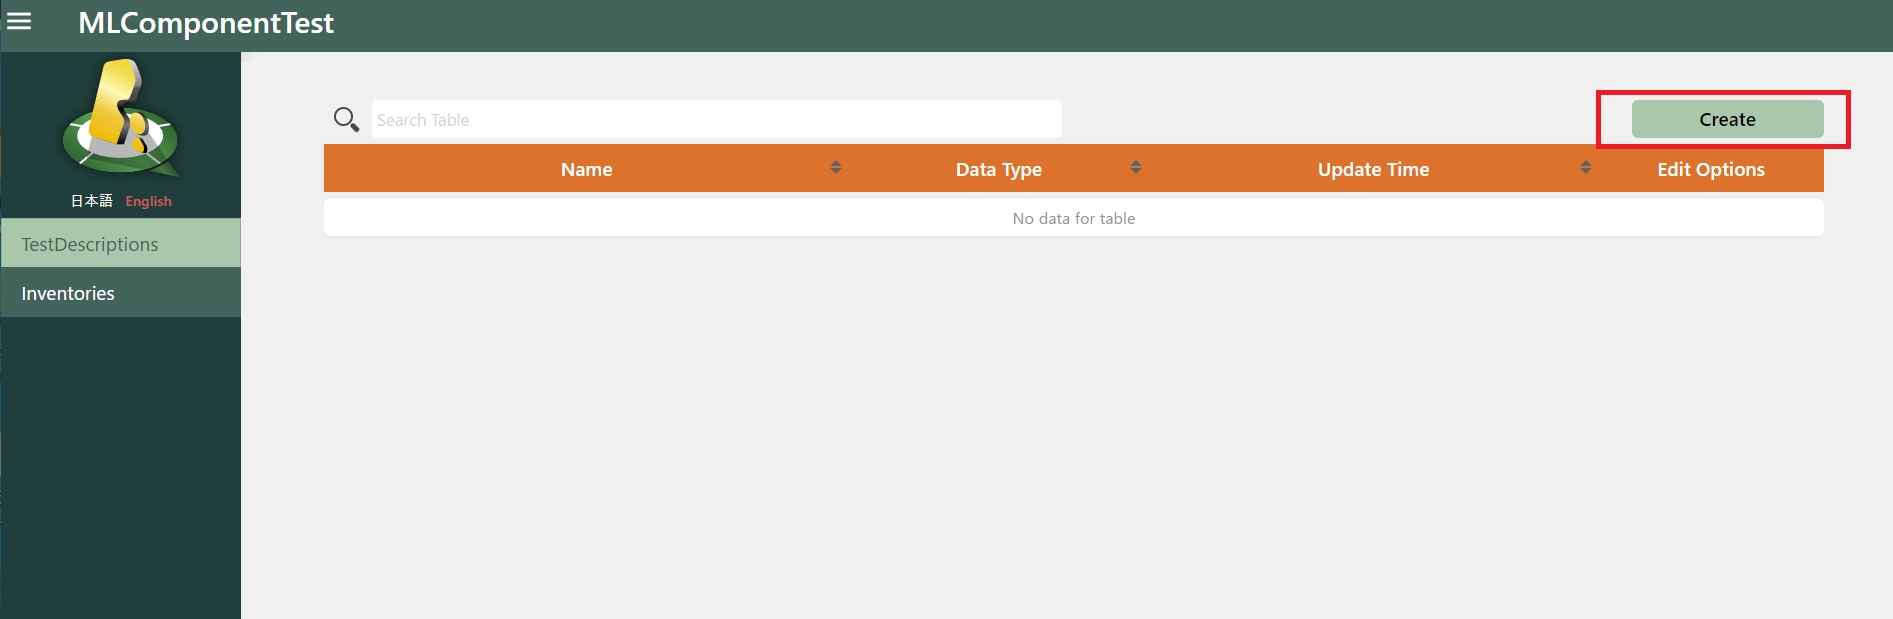 MLComponentTest
日本語 English
TestDescriptions
Inventories
Search Table
Create
Name Data Type Update Time Edit Options
No data for table